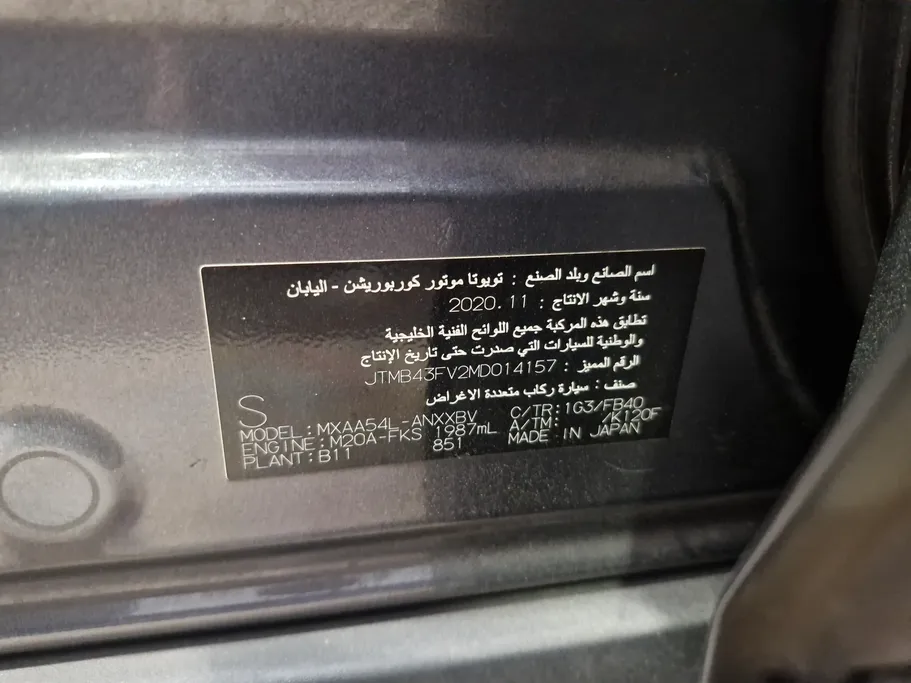 اسم الصانع وبلد الصنع : تويوتا موتور كوربوريشن - اليابان
سنة وشهر الانتاج : 2020.11
تطابق هذه المركبة جميع اللوائح الفنية الخليجية
والوطنية للسيارات التي صدرت حتى تاريخ الإنتاج
الرقم المميز : JTMB43FV2MD014157
صنف : سيارة ركاب متعددة الاغراض
S
MODEL:MXAA54L-ANXXBV C/TR:1G3/FB40
ENGINE:M20A-FKS 1987mL A/TM: /K120F
PLANT:B11 851 MADE IN JAPAN